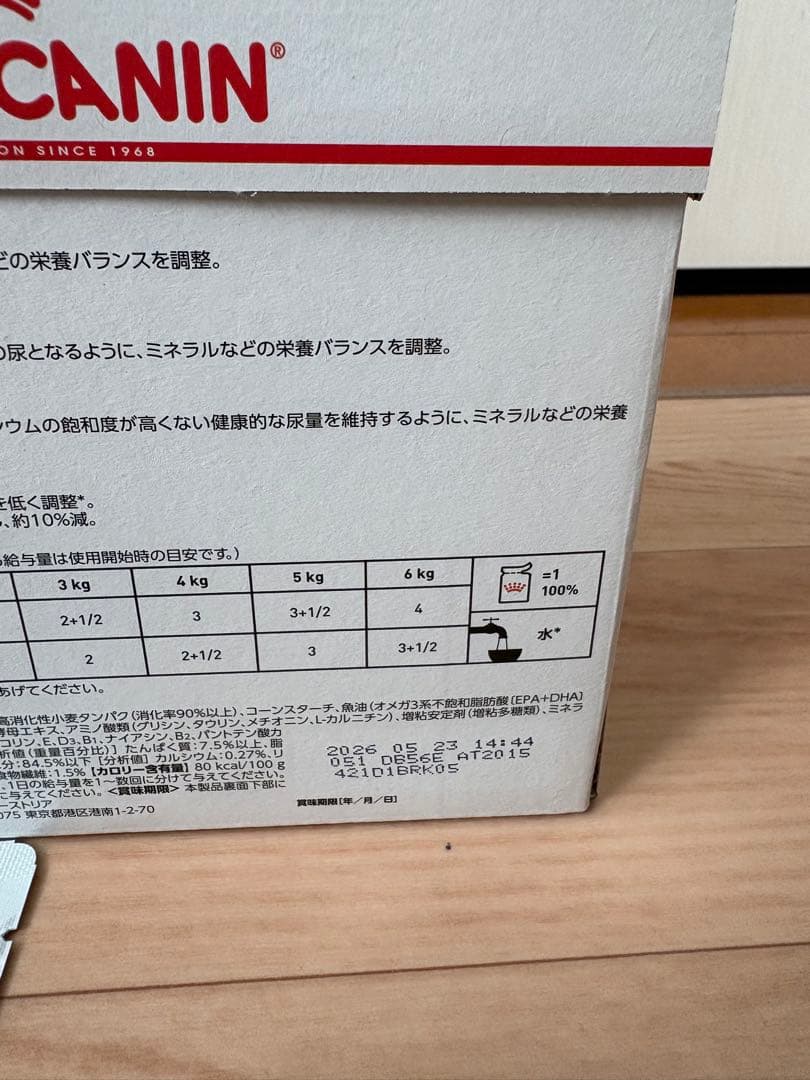 CANIN®
ON SINCE 1968
どの栄養バランスを調整。
の尿となるように、ミネラルなどの栄養バランスを調整。
シウムの飽和度が高くない健康的な尿量を維持するように、ミネラルなどの栄養
を低く調整*。
、約10%減。
給与量は使用開始時の目安です。)
3 kg 4 kg 5 kg 6 kg =1 100%
2+1/2 3 3+1/2 4
2 2+1/2 3 3+1/2 水*
あげてください。
高消化性小麦タンパク(消化率90%以上)、コーンスターチ、魚油(オメガ3系不飽和脂肪酸[EPA+DHA]
酵母エキス、アミノ酸類(グリシン、タウリン、メチオニン、L-カルニチン)、増粘安定剤(増粘多糖類)、ミネラ
コリン、E、D3、B1、ナイアシン、B2、パントテン酸カ
析値(重量百分比)] たんぱく質:7.5%以上、脂
分:84.5%以下 [分析値] カルシウム:0.27%、リ
食物繊維:1.5% [カロリー含有量] 80 kcal/100 g
、1日の給与量を1~数回に分けて与えてください。
に与えてください。<賞味期限> 本製品裏面下部に
ーストリア
075 東京都港区港南1-2-70
2026 05 23 14:44
051 DB56E AT2015
421D1BRK05
賞味期限[年/月/日]